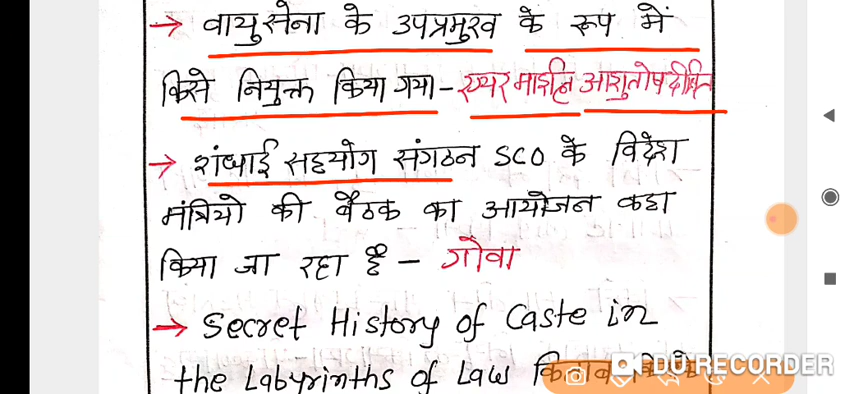 → वायुसेना के उपप्रमुख के रूप में
किसे नियुक्त किया गया - एयर मार्शल आशुतोष दीक्षित
→ शंघाई सहयोग संगठन SCO के विदेश
मंत्रियो की बैठक का आयोजन कहा
किया जा रहा है - गोवा
→ Secret History of Caste in
the Labyrinths of Law किताब
DU RECORDER